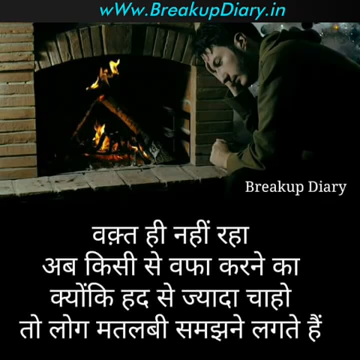 wWw.BreakupDiary.in
Breakup Diary
वक़्त ही नहीं रहा
अब किसी से वफा करने का
क्योंकि हद से ज्यादा चाहो
तो लोग मतलबी समझने लगते हैं